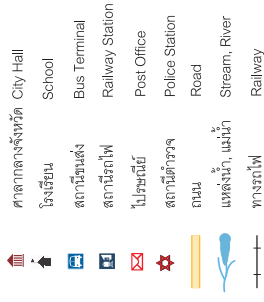 ศาลากลางจังหวัด City Hall
โรงเรียน School
สถานีขนส่ง Bus Terminal
สถานีรถไฟ Railway Station
ไปรษณีย์ Post Office
สถานีตำรวจ Police Station
ถนน Road
แหล่งน้ำ, แม่น้ำ Stream, River
ทางรถไฟ Railway